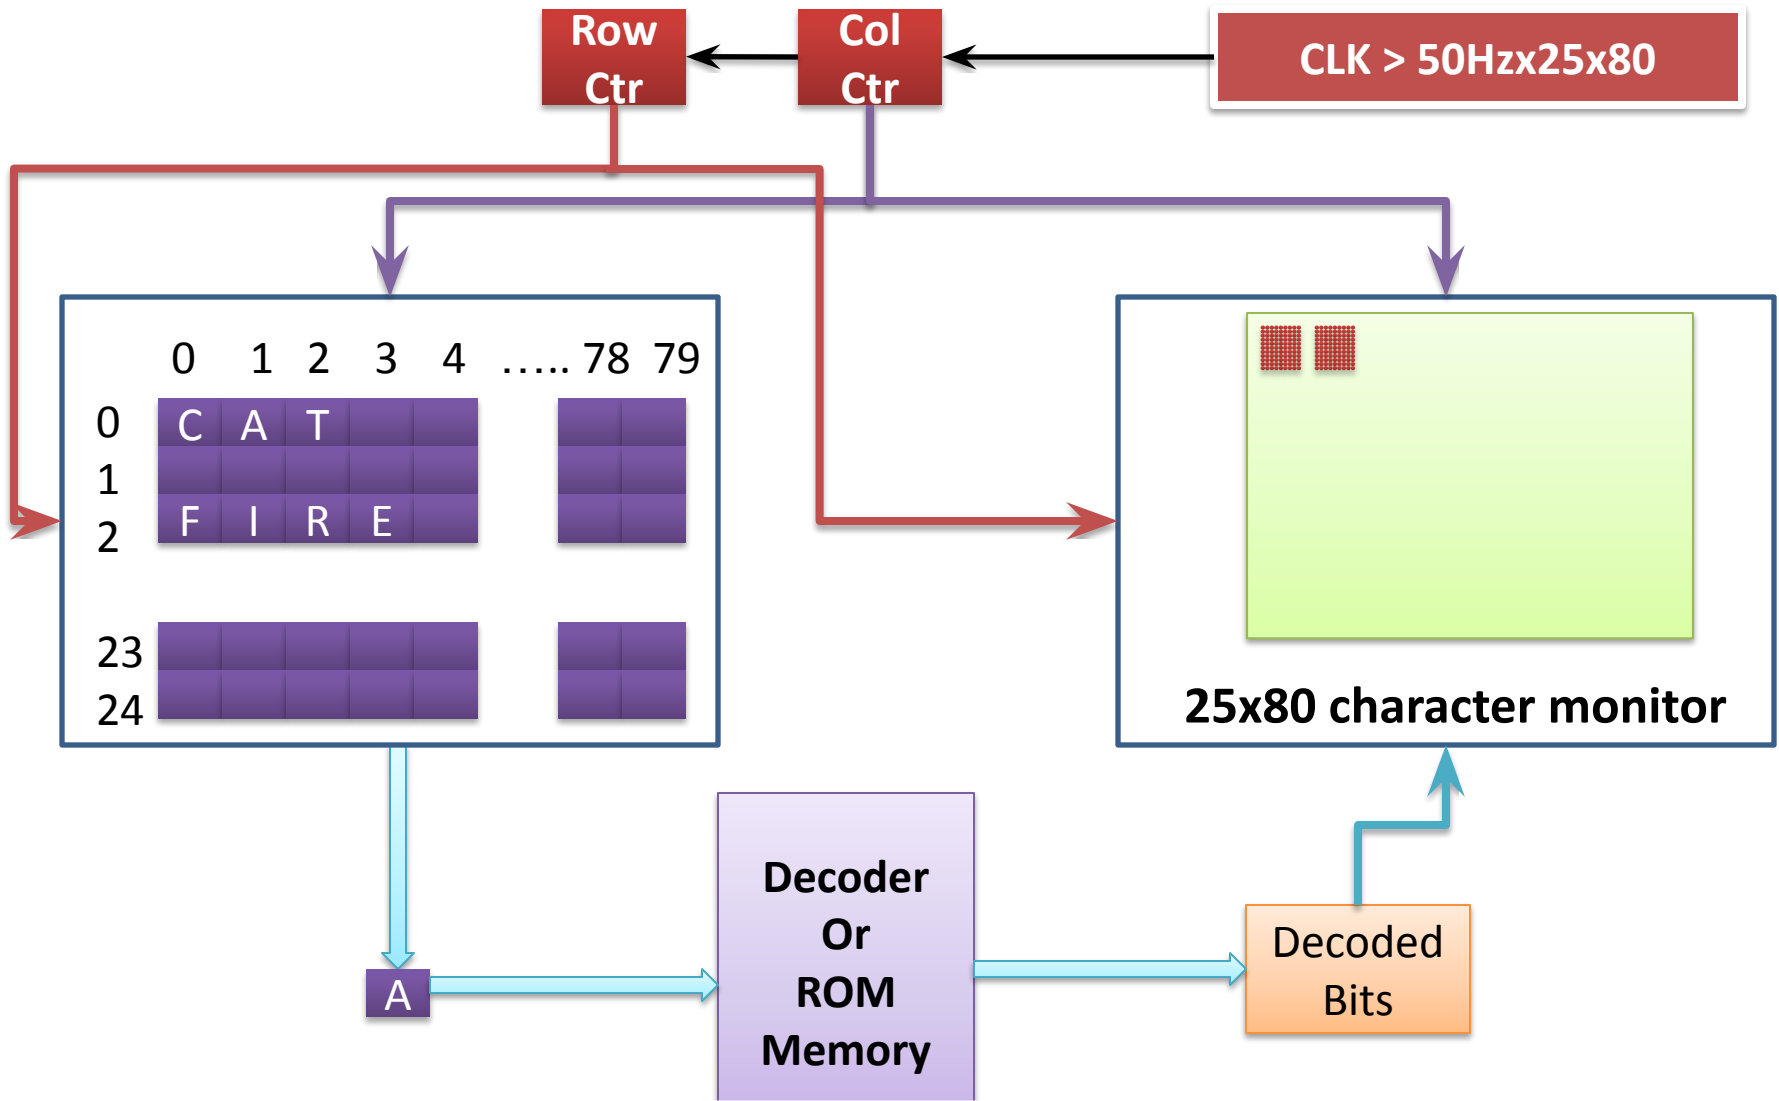 Row
Ctr
Col
Ctr
CLK > 50Hzx25x80
0 1 2 3 4 ..... 78 79
0 C A T
1
2 F I R E
23
24
25x80 character monitor
A
Decoder
Or
ROM
Memory
Decoded
Bits